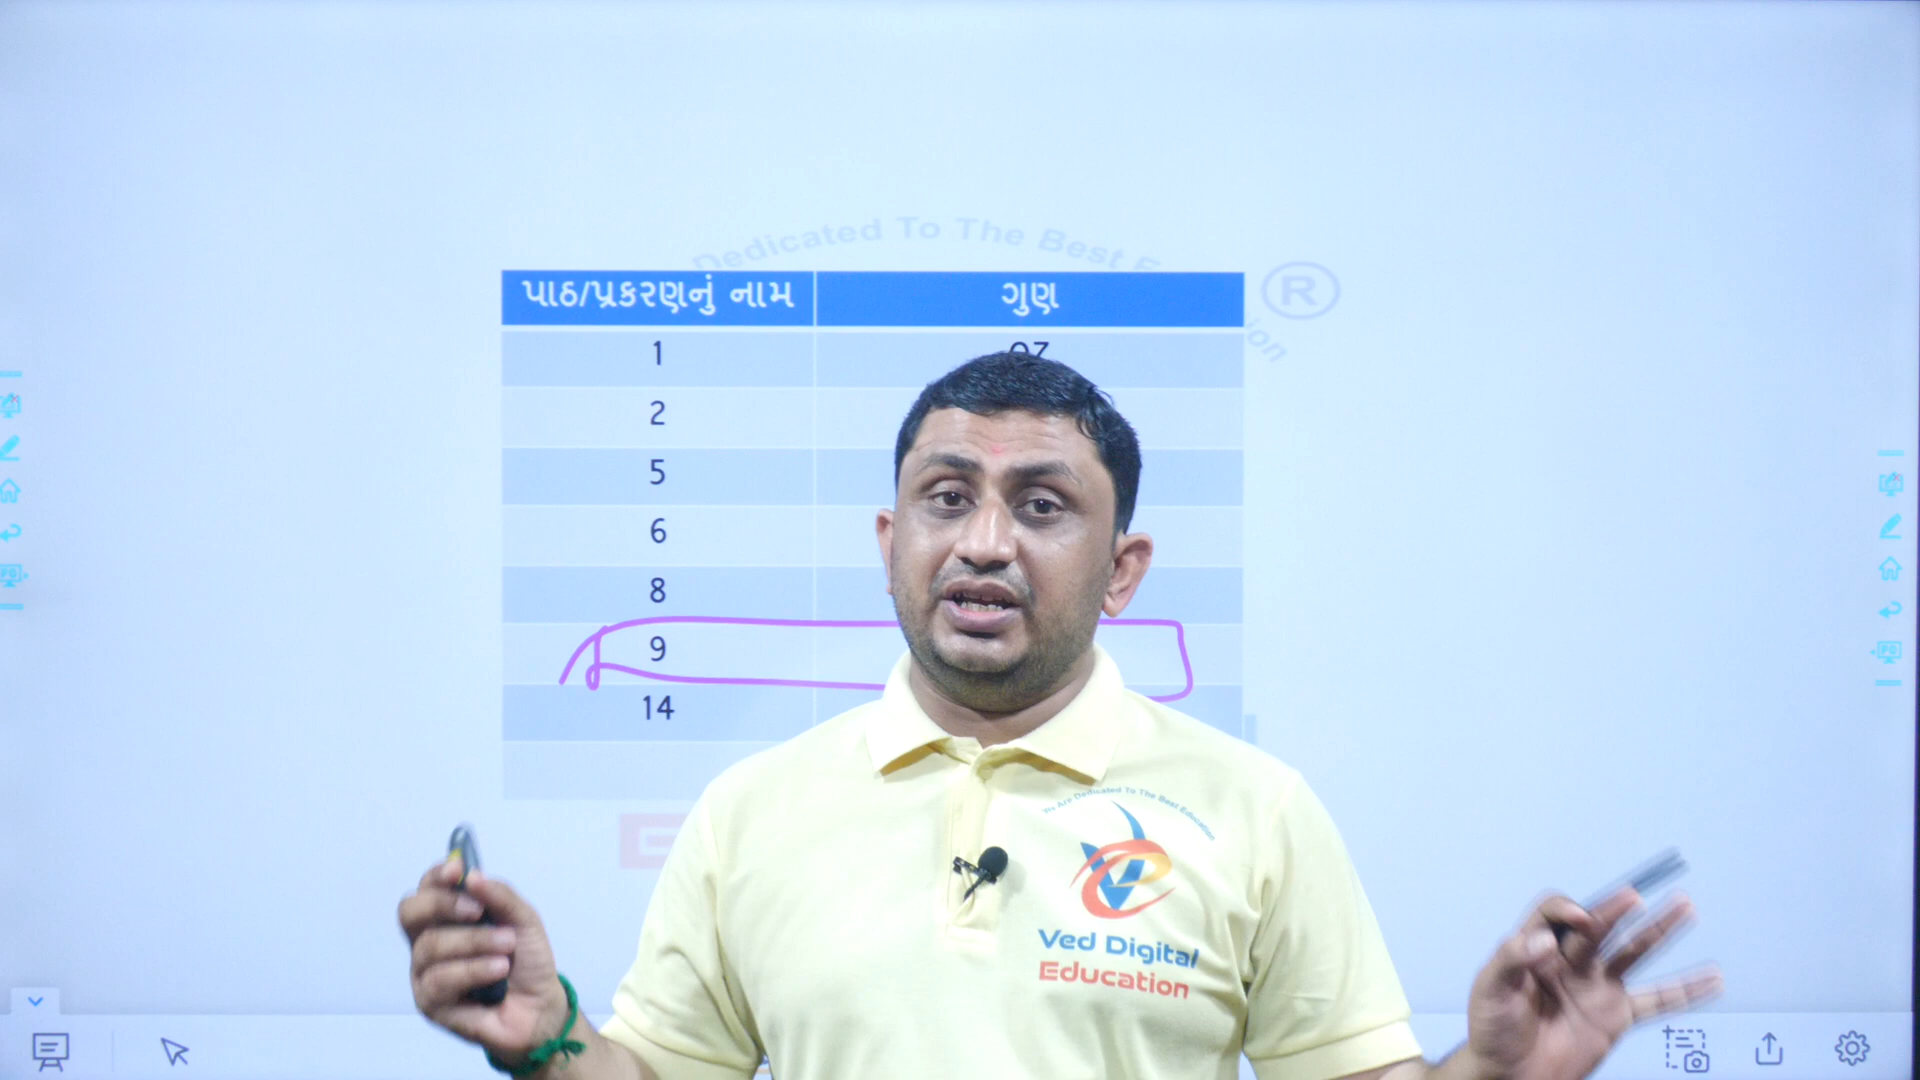 Dedicated To The Best
®
પાઠ/પ્રકરણનું નામ ગુણ
1 07
2
5
6
8
9
14
We Are Dedicated To The Best Education
Ved Digital
Education